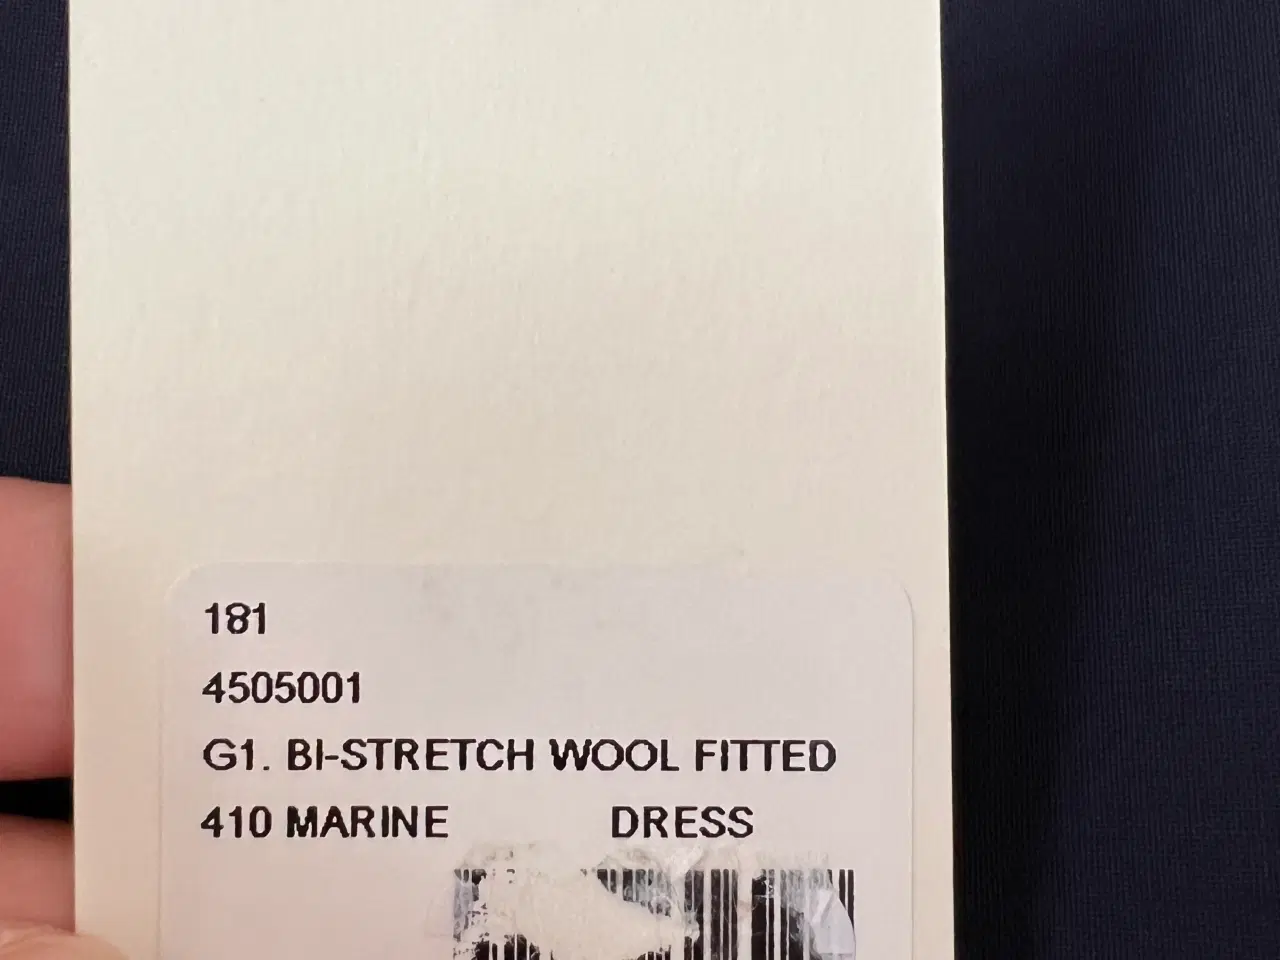 181
4505001
G1. BI-STRETCH WOOL FITTED
410 MARINE DRESS